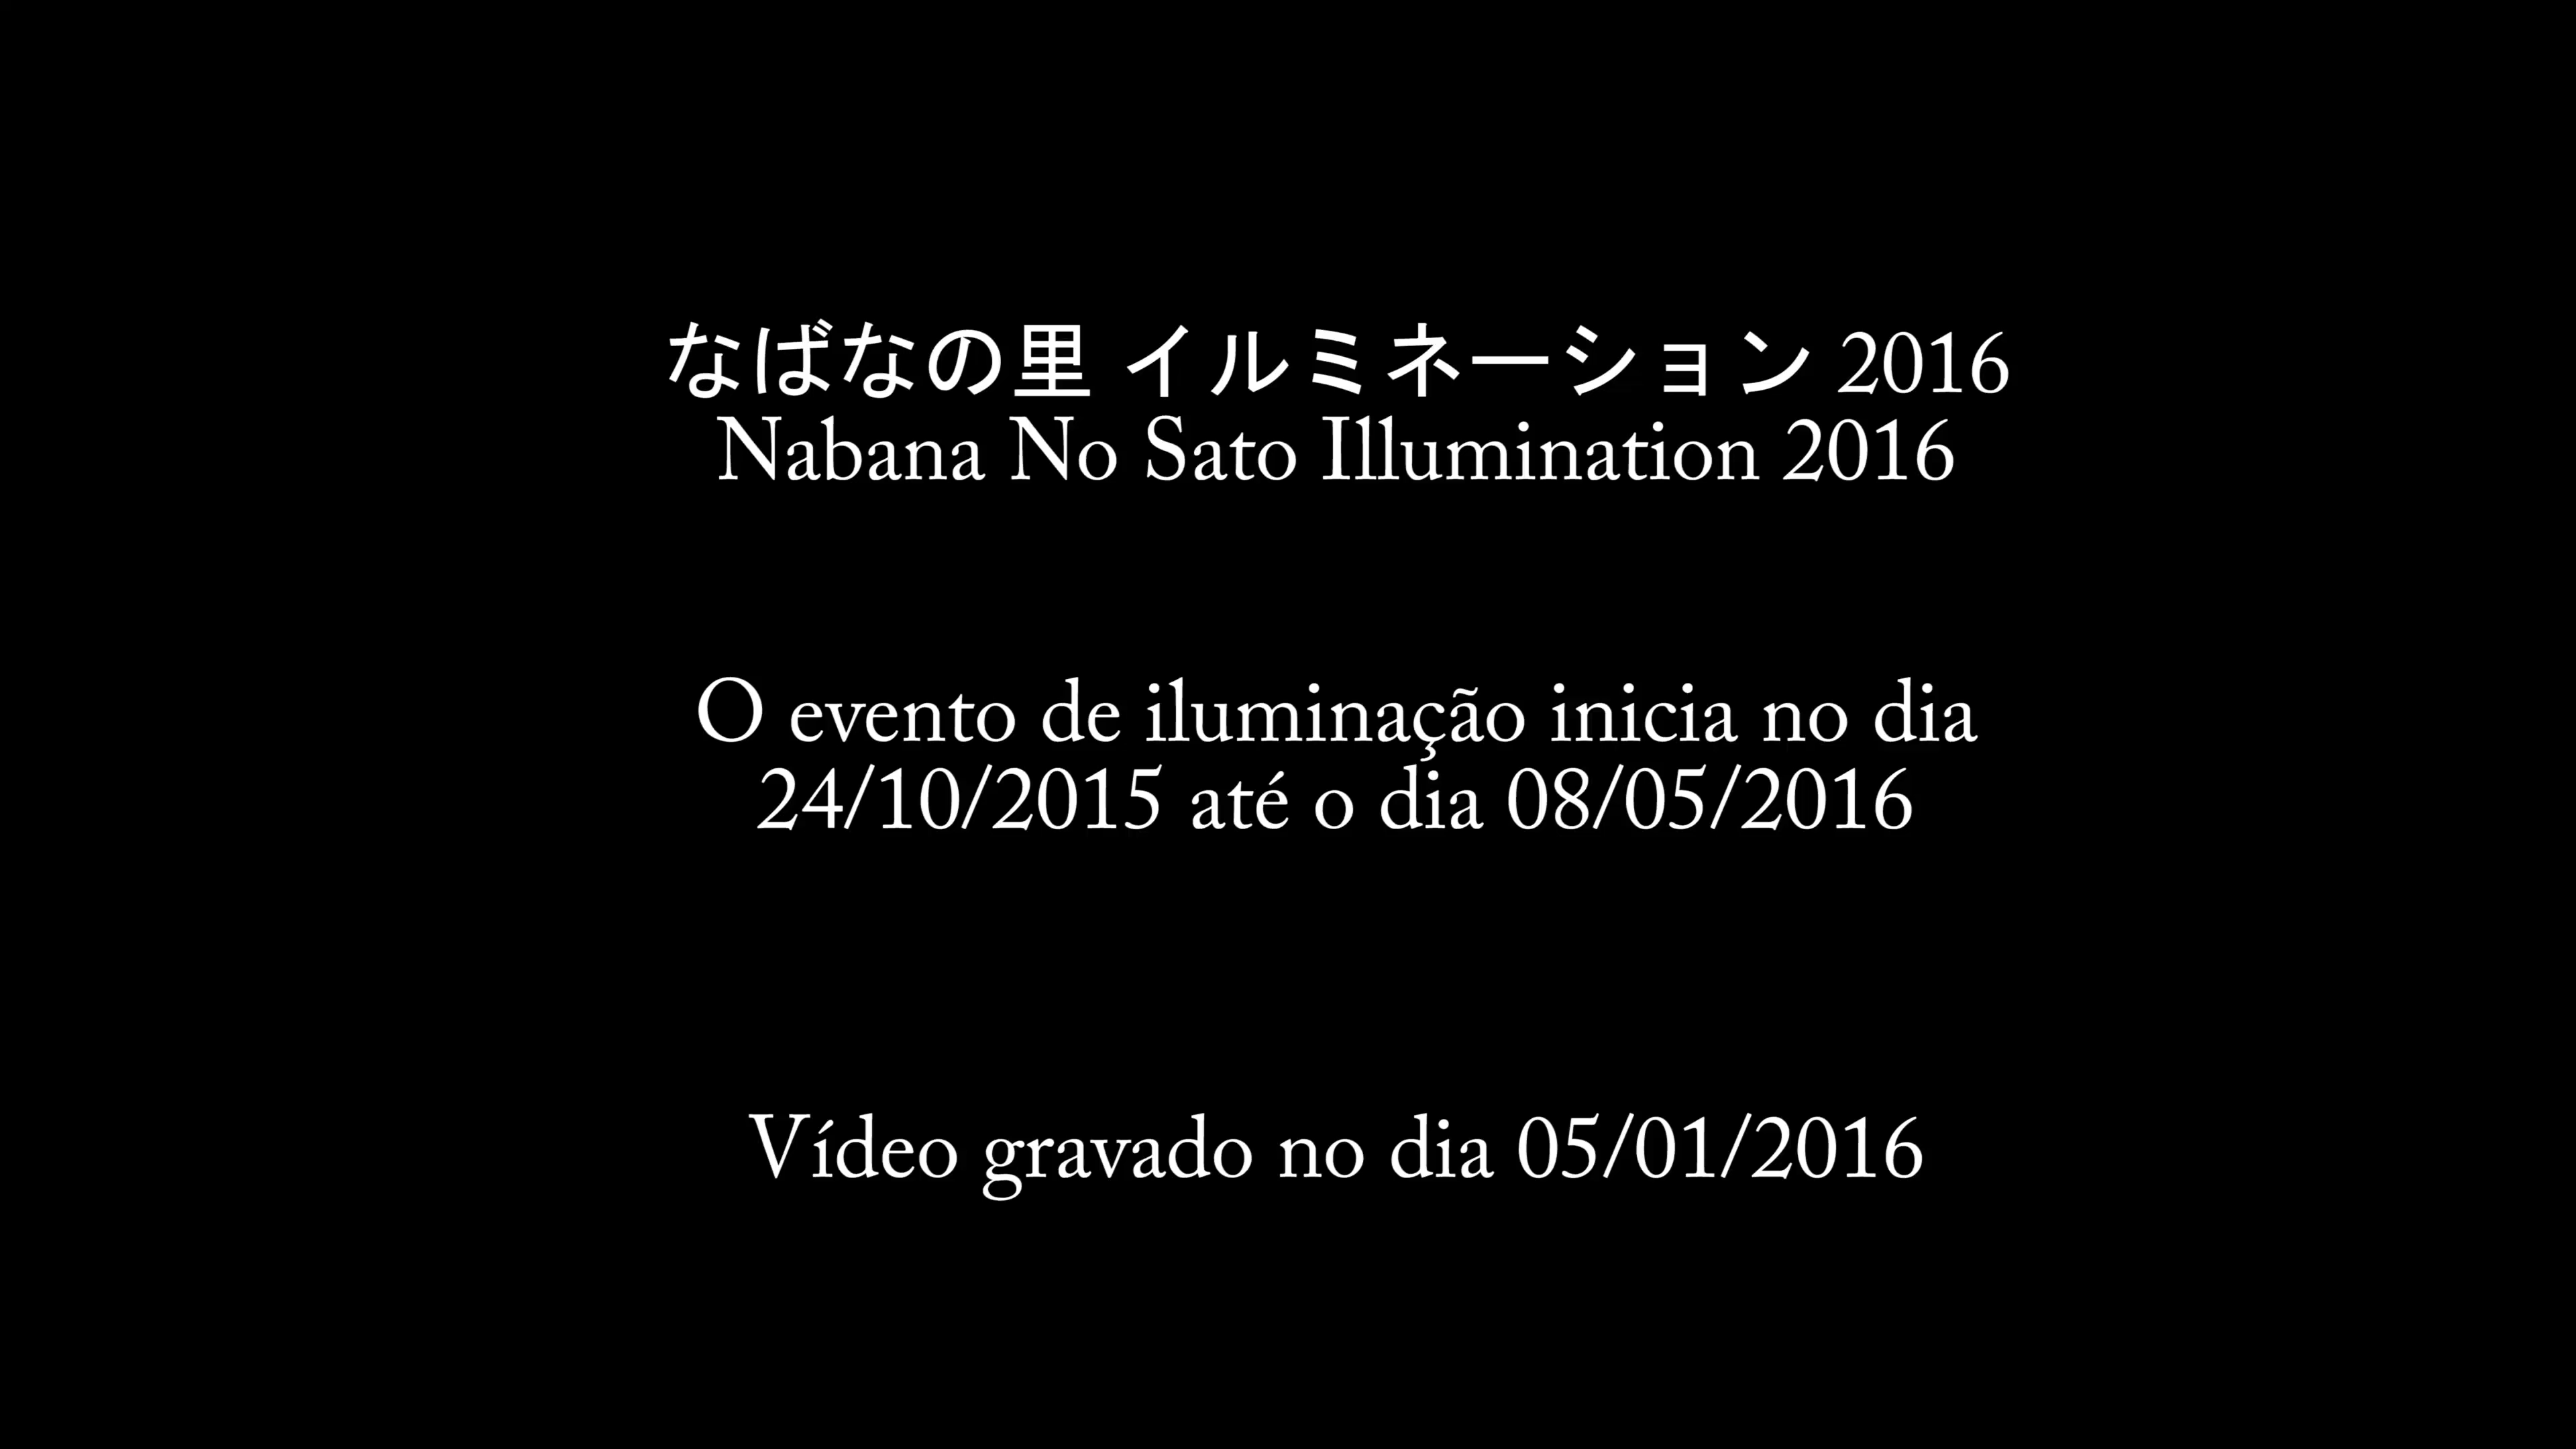 なばなの里 イルミネーション 2016
Nabana No Sato Illumination 2016
O evento de iluminação inicia no dia
24/10/2015 até o dia 08/05/2016
Vídeo gravado no dia 05/01/2016